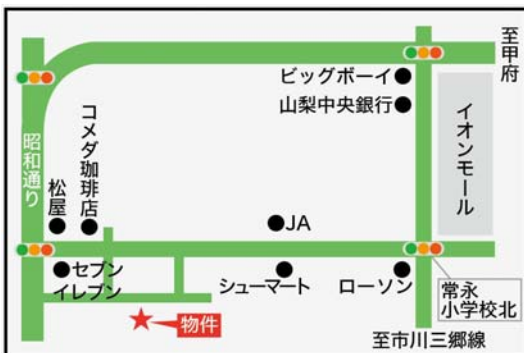 至甲府
ビッグボーイ
山梨中央銀行
イオンモール
昭和通り
松屋
コメダ珈琲店
JA
セブン
イレブン
シューマート
ローソン
常永
小学校北
物件
至市川三郷線